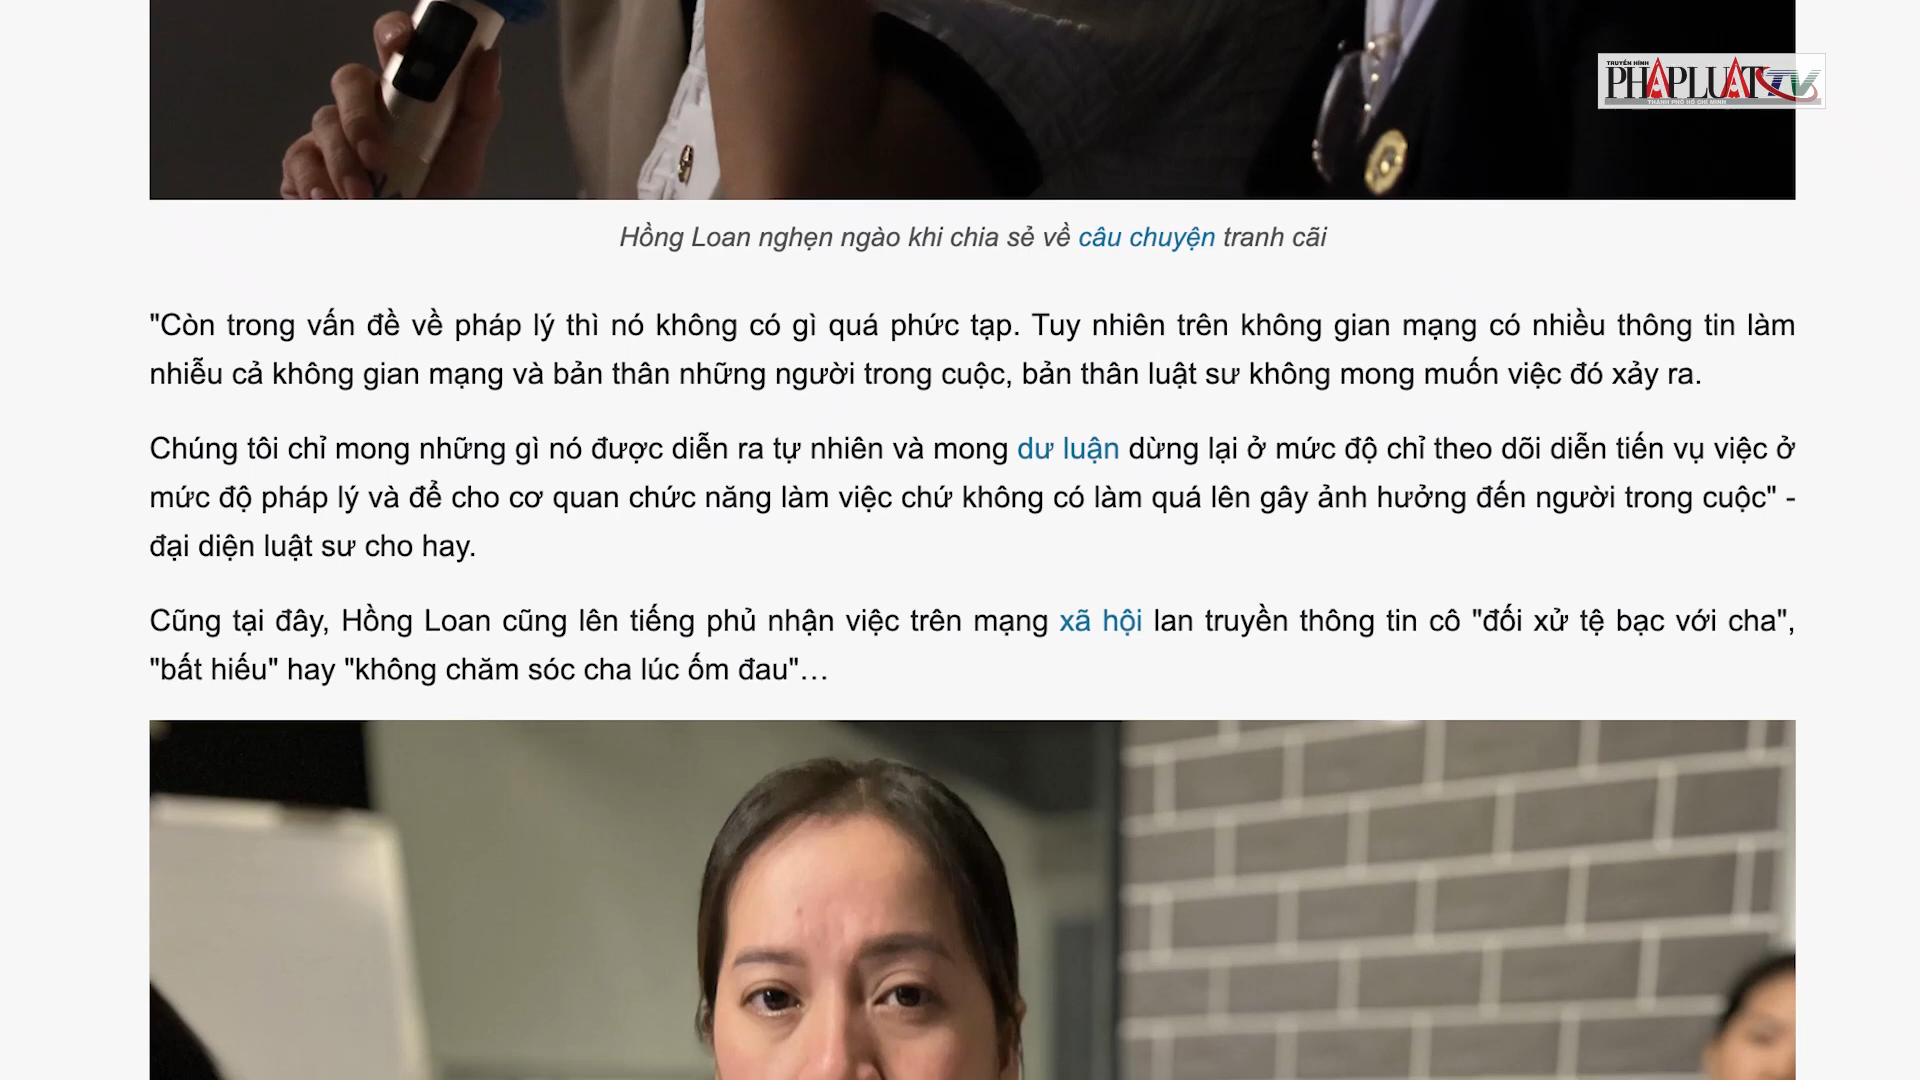 TRUYỀN HÌNH
PHÁPLUẬT TV
THÀNH PHỐ HỒ CHÍ MINH
Hồng Loan nghẹn ngào khi chia sẻ về câu chuyện tranh cãi
"Còn trong vấn đề về pháp lý thì nó không có gì quá phức tạp. Tuy nhiên trên không gian mạng có nhiều thông tin làm
nhiễu cả không gian mạng và bản thân những người trong cuộc, bản thân luật sư không mong muốn việc đó xảy ra.
Chúng tôi chỉ mong những gì nó được diễn ra tự nhiên và mong dư luận dừng lại ở mức độ chỉ theo dõi diễn tiến vụ việc ở
mức độ pháp lý và để cho cơ quan chức năng làm việc chứ không có làm quá lên gây ảnh hưởng đến người trong cuộc" -
đại diện luật sư cho hay.
Cũng tại đây, Hồng Loan cũng lên tiếng phủ nhận việc trên mạng xã hội lan truyền thông tin cô "đối xử tệ bạc với cha",
"bất hiếu" hay "không chăm sóc cha lúc ốm đau"…